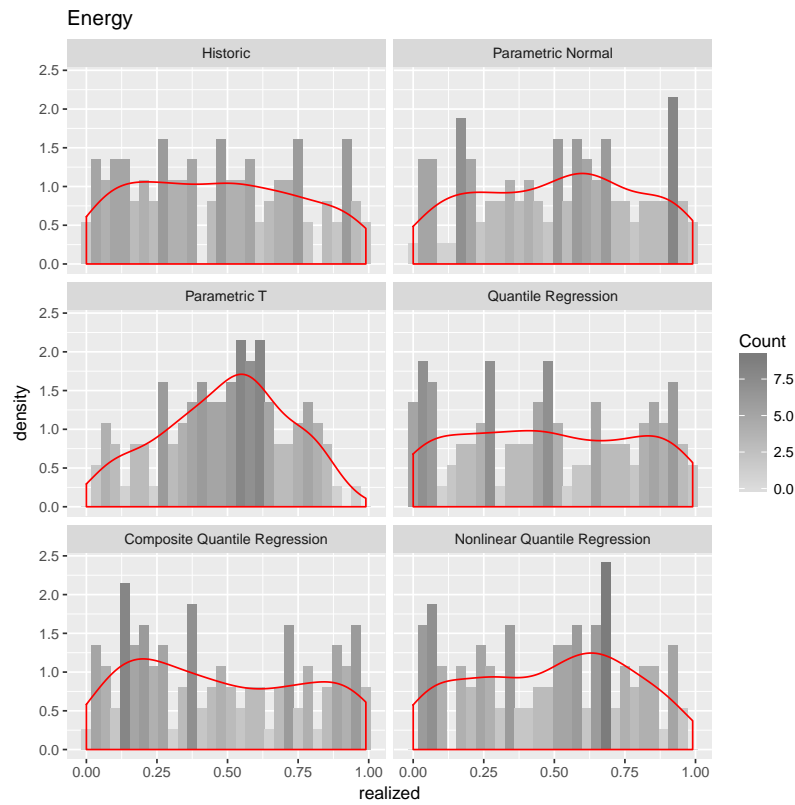 Energy
Historic
Parametric Normal
2.5
2.0
1.5
1.0
0.5
0.0
Parametric T
Quantile Regression
2.5
2.0
1.5
1.0
0.5
0.0
density
Count
7.5
5.0
2.5
0.0
Composite Quantile Regression
Nonlinear Quantile Regression
2.5
2.0
1.5
1.0
0.5
0.0
0.00 0.25 0.50 0.75 1.00
0.00 0.25 0.50 0.75 1.00
realized